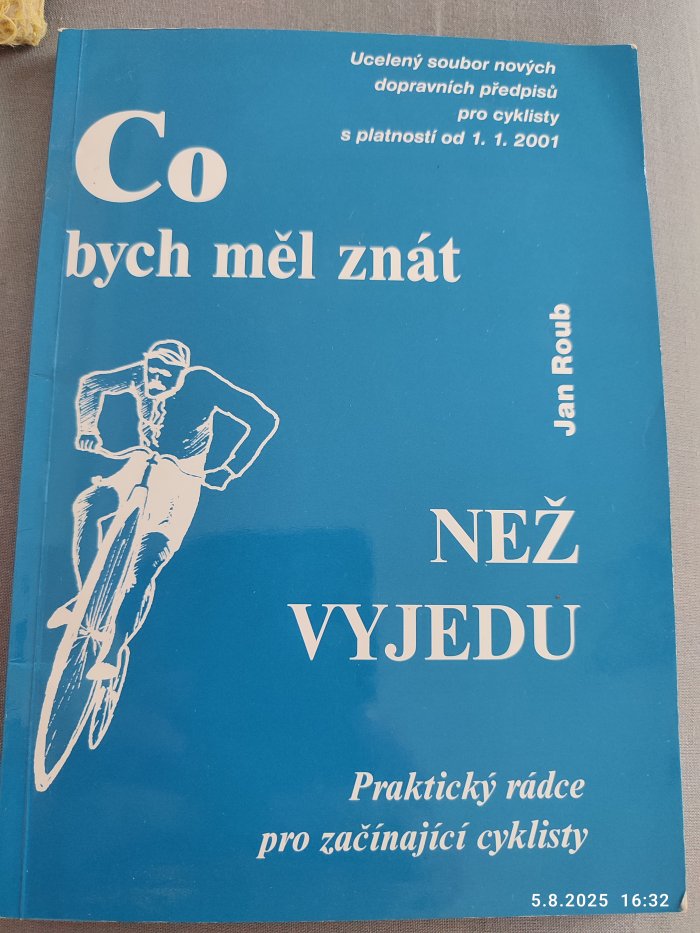 Ucelený soubor nových
dopravních předpisů
pro cyklisty
s platností od 1. 1. 2001
Co
bych měl znát
Jan Roub
NEŽ
VYJEDU
Praktický rádce
pro začínající cyklisty
5.8.2025 16:32